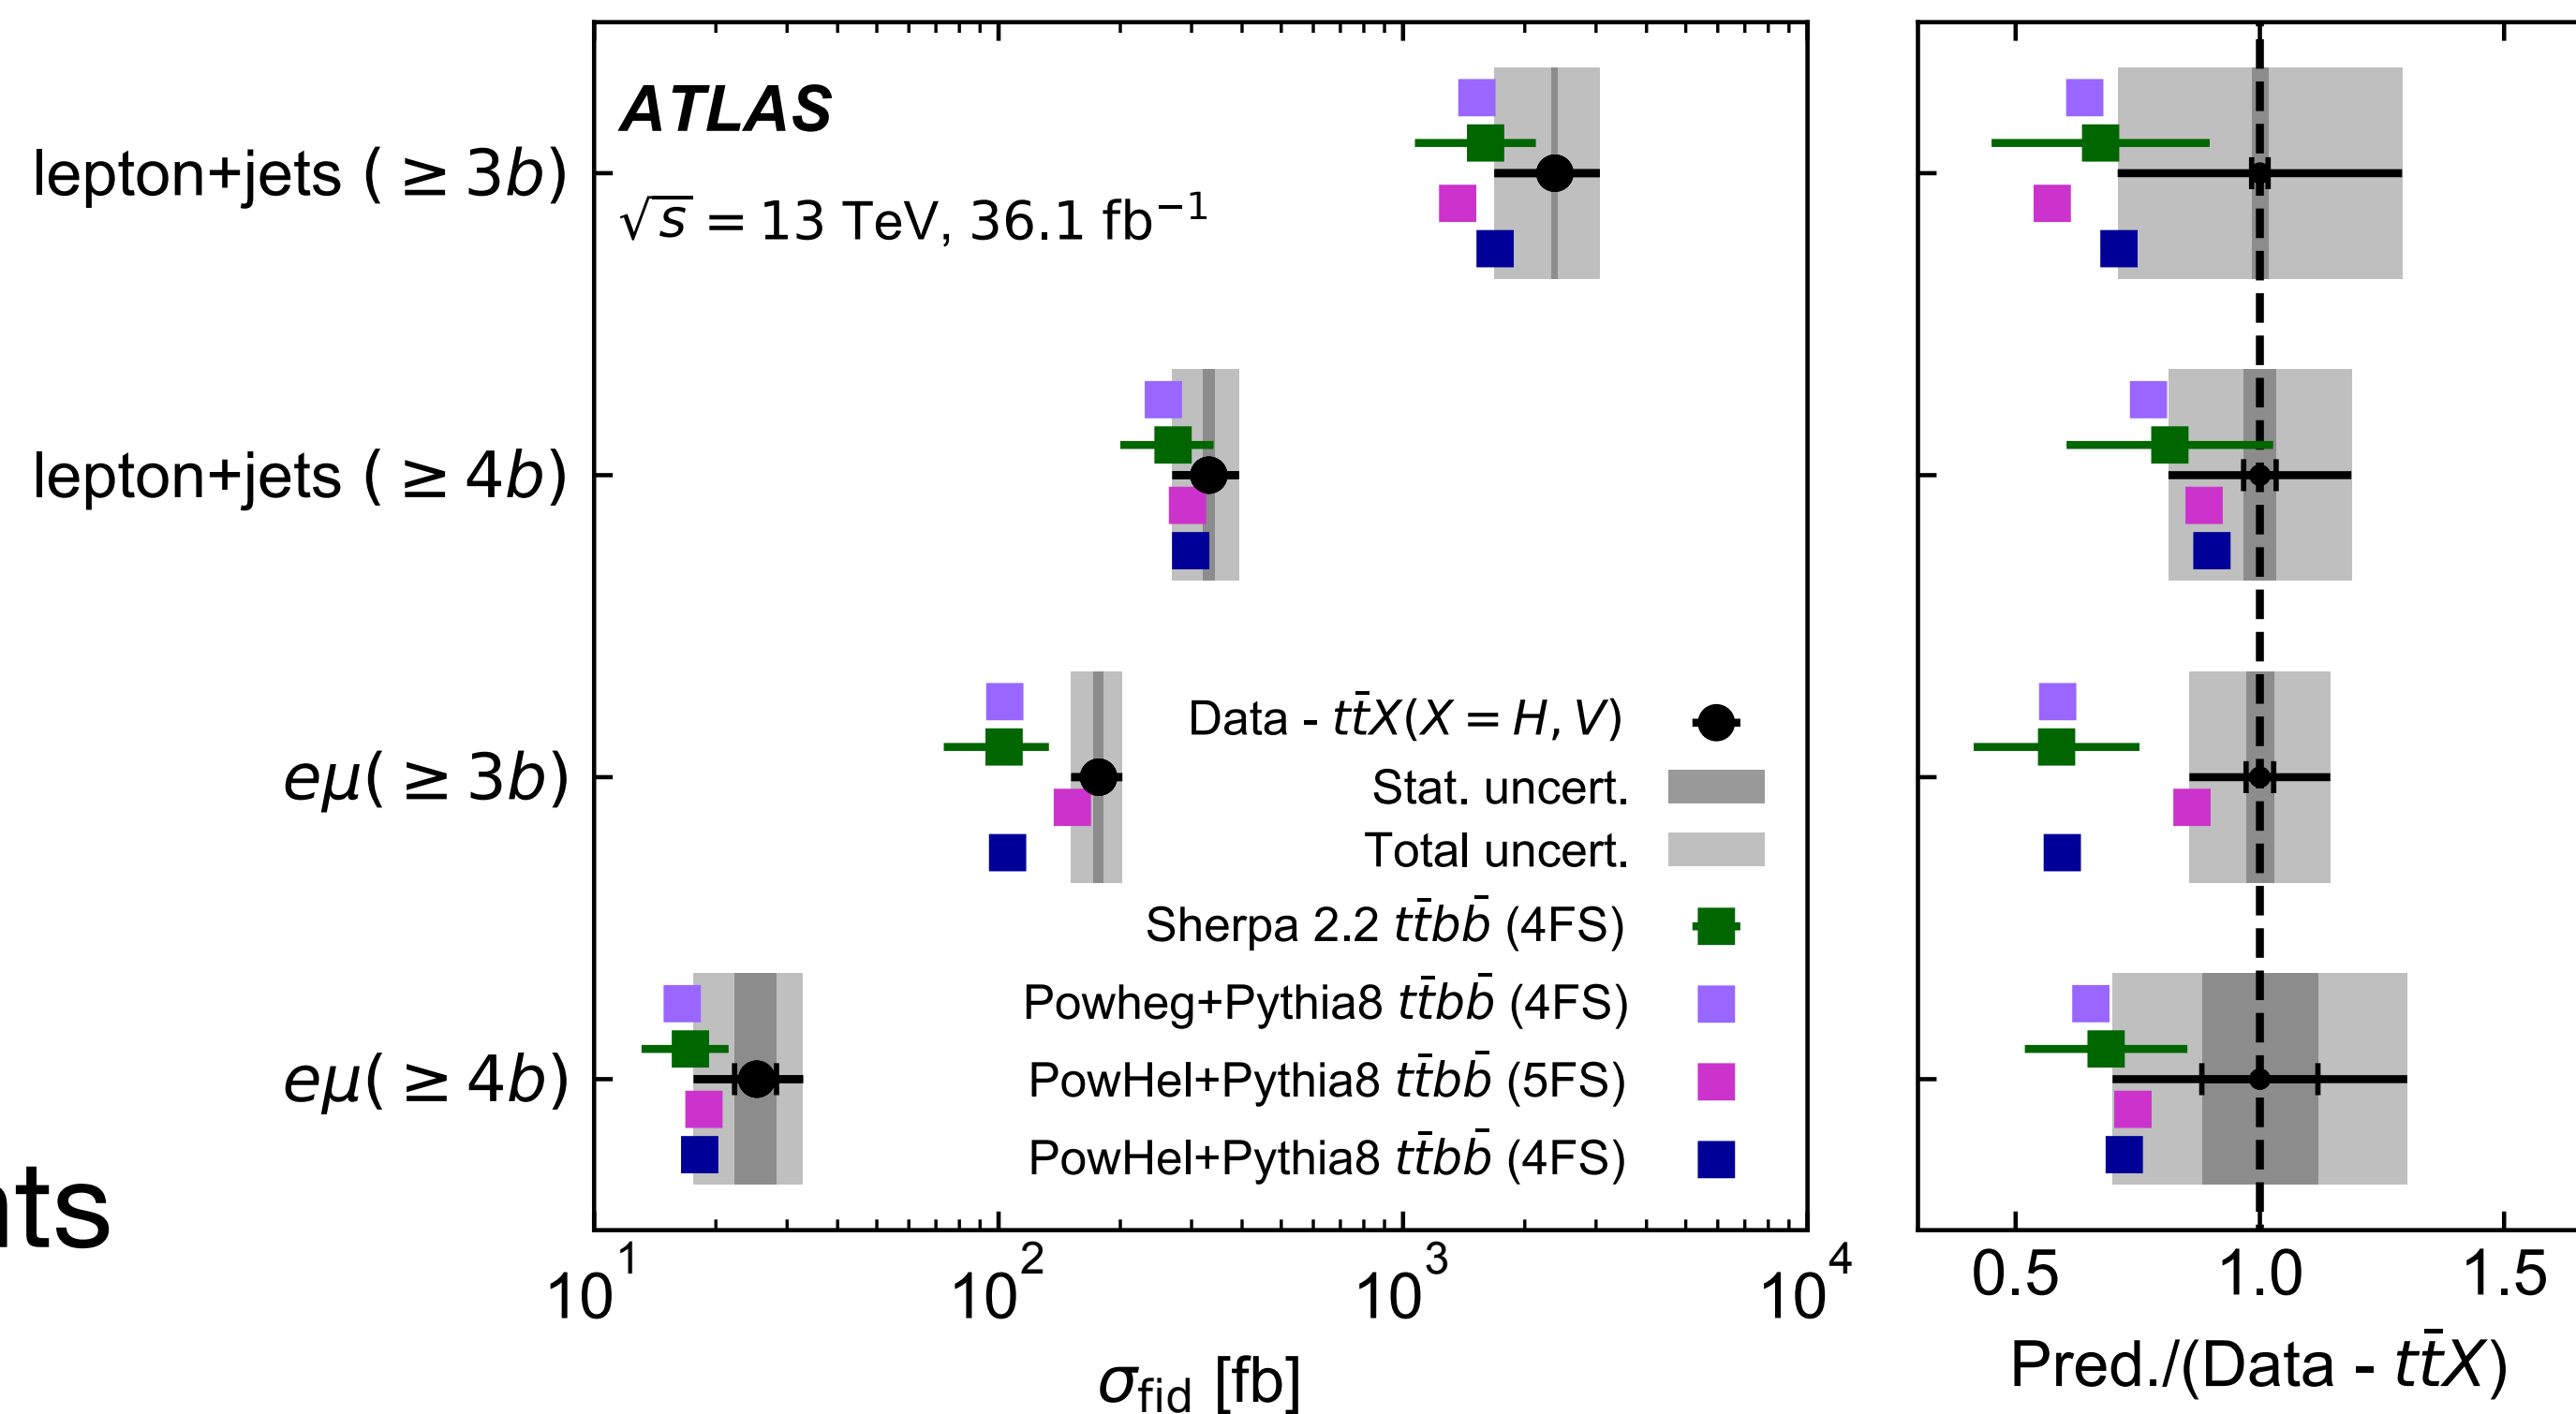 ATLAS
√s = 13 TeV, 36.1 fb⁻¹
lepton+jets ( ≥ 3b)
lepton+jets ( ≥ 4b)
eμ( ≥ 3b)
eμ( ≥ 4b)
Data - tt̄X(X = H, V)
Stat. uncert.
Total uncert.
Sherpa 2.2 tt̄bb̄ (4FS)
Powheg+Pythia8 tt̄bb̄ (4FS)
PowHel+Pythia8 tt̄bb̄ (5FS)
PowHel+Pythia8 tt̄bb̄ (4FS)
nts
10¹ 10² 10³ 10⁴
σfid [fb]
0.5 1.0 1.5
Pred./(Data - tt̄X)